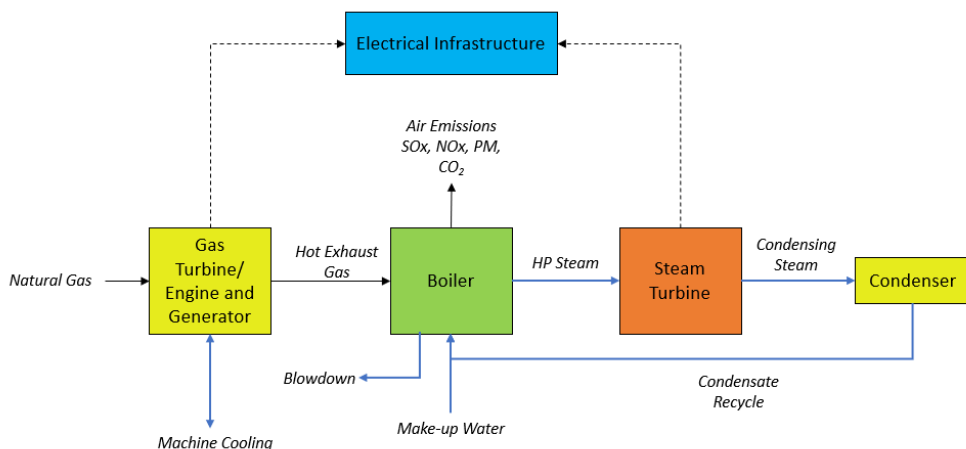 Electrical Infrastructure
Air Emissions
SOx, NOx, PM,
CO₂
Gas
Turbine/
Engine and
Generator
Hot Exhaust
Gas
Boiler
HP Steam
Steam
Turbine
Condensing
Steam
Condenser
Natural Gas
Blowdown
Condensate
Recycle
Make-up Water
Machine Cooling